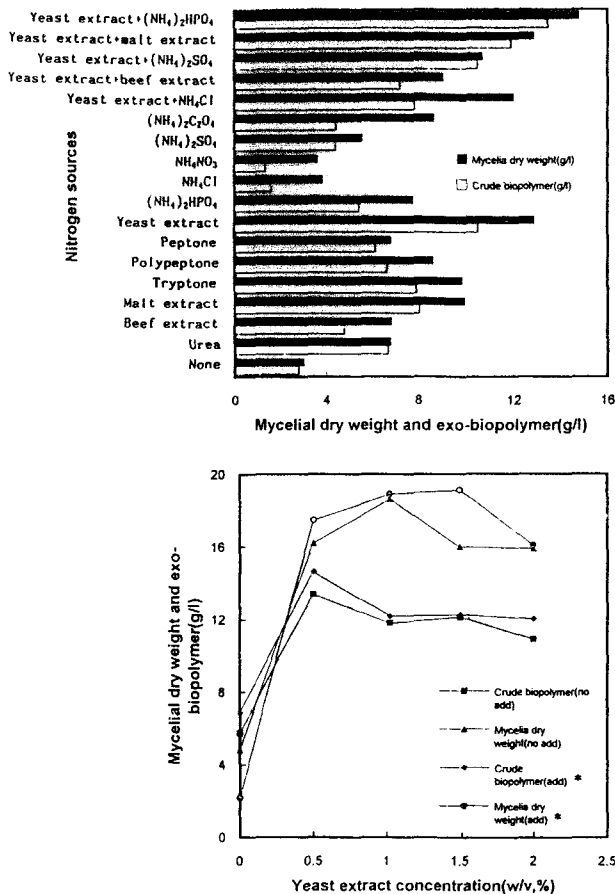 Yeast extract+(NH₄)₂HPO₄
Yeast extract+malt extract
Yeast extract+(NH₄)₂SO₄
Yeast extract+beef extract
Yeast extract+NH₄Cl
(NH₄)₂C₂O₄
(NH₄)₂SO₄
NH₄NO₃
NH₄Cl
(NH₄)₂HPO₄
Yeast extract
Peptone
Polypeptone
Tryptone
Malt extract
Beef extract
Urea
None
Nitrogen sources
Mycelia dry weight(g/l)
Crude biopolymer(g/l)
0 4 8 12 16
Mycelial dry weight and exo-biopolymer(g/l)
20
16
12
8
4
0
Mycelial dry weight and exo-
biopolymer(g/l)
Crude biopolymer(no
add)
Mycelia dry
weight(no add)
Crude
biopolymer(add) *
Mycelia dry
weight(add) *
0 0.5 1 1.5 2 2.5
Yeast extract concentration(w/v,%)